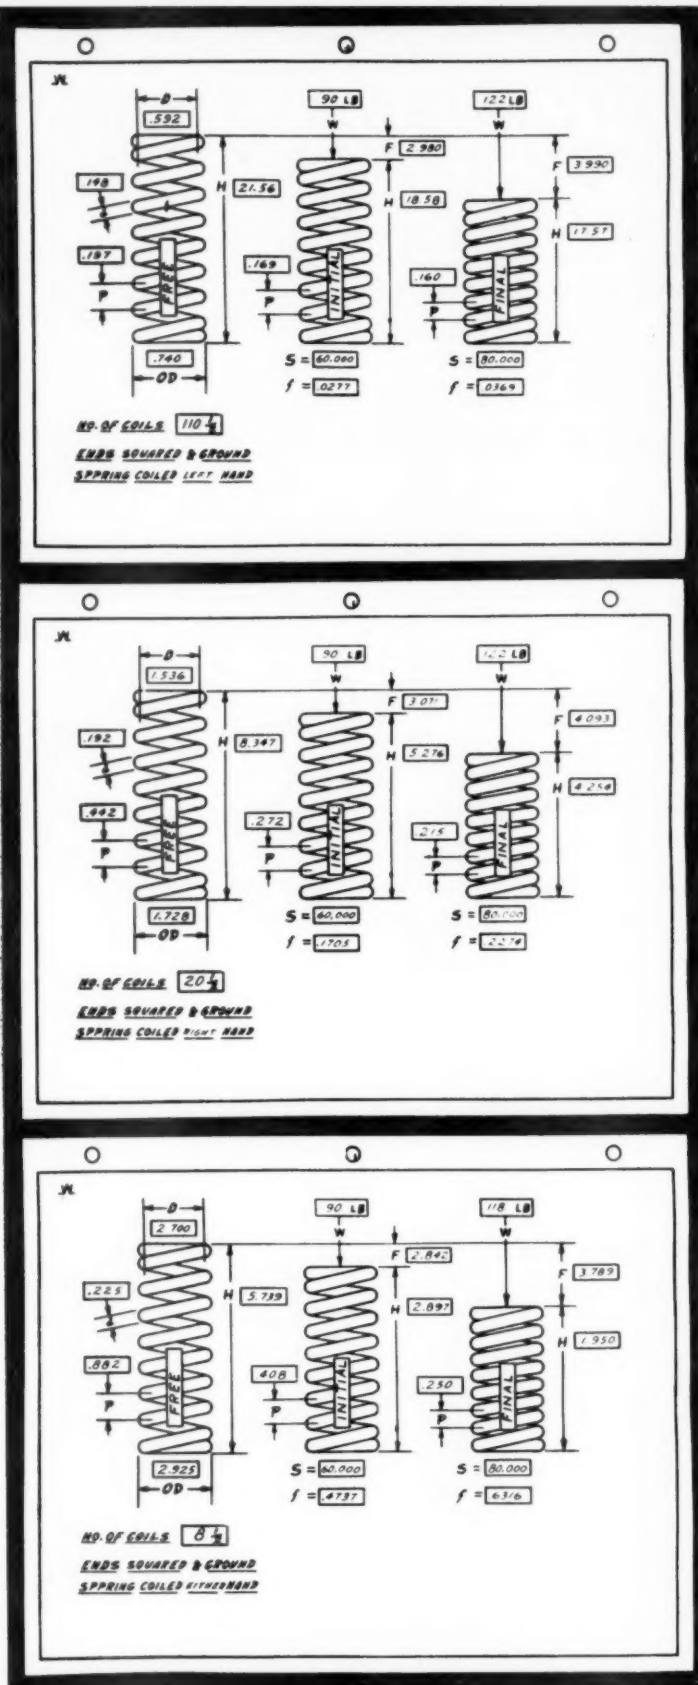 D
.592
90 LB
W
122 LB
W
F 2.980
F 3.990
.148
H 21.56
H 18.58
H 17.57
.197
P
FREE
.169
P
INITIAL
.160
P
FINAL
.740
OD
S = 60.000
f = .0277
S = 80.000
f = .0369
NO. OF COILS 110 1/2
ENDS SQUARED & GROUND
SPPRING COILED LEFT HAND
D
1.536
90 LB
W
122 LB
W
F 3.071
F 4.093
.192
H 8.347
H 5.276
H 4.254
.442
P
FREE
.272
P
INITIAL
.215
P
FINAL
1.728
OD
S = 60.000
f = .1705
S = 80.000
f = .2274
NO. OF COILS 20 1/2
ENDS SQUARED & GROUND
SPPRING COILED RIGHT HAND
D
2.700
90 LB
W
118 LB
W
F 2.842
F 3.789
.225
H 5.739
H 2.897
H 1.950
.882
P
FREE
.408
P
INITIAL
.250
P
FINAL
2.925
OD
S = 60.000
f = .4737
S = 80.000
f = .6316
NO. OF COILS 8 1/2
ENDS SQUARED & GROUND
SPPRING COILED EITHER HAND